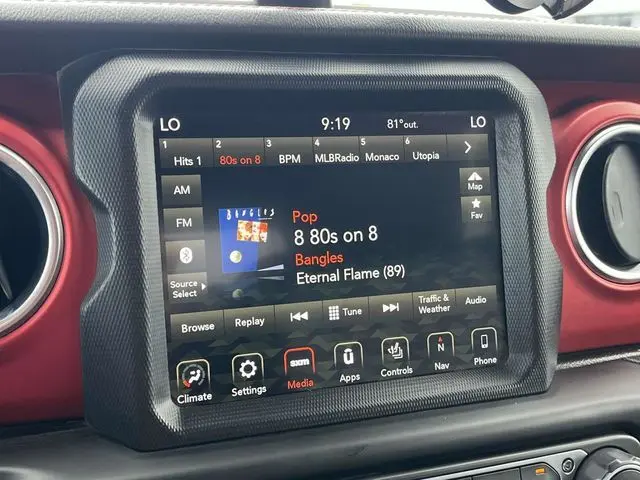 LO 9:19 81°out. LO
1 2 3 4 5 6
Hits 1 80s on 8 BPM MLBRadio Monaco Utopia
AM
FM
Source
Select
BANGLES
Pop
8 80s on 8
Bangles
Eternal Flame (89)
Map
Fav
Browse Replay Tune Traffic & Weather Audio
Climate Settings sxm Media Apps Controls N Nav Phone